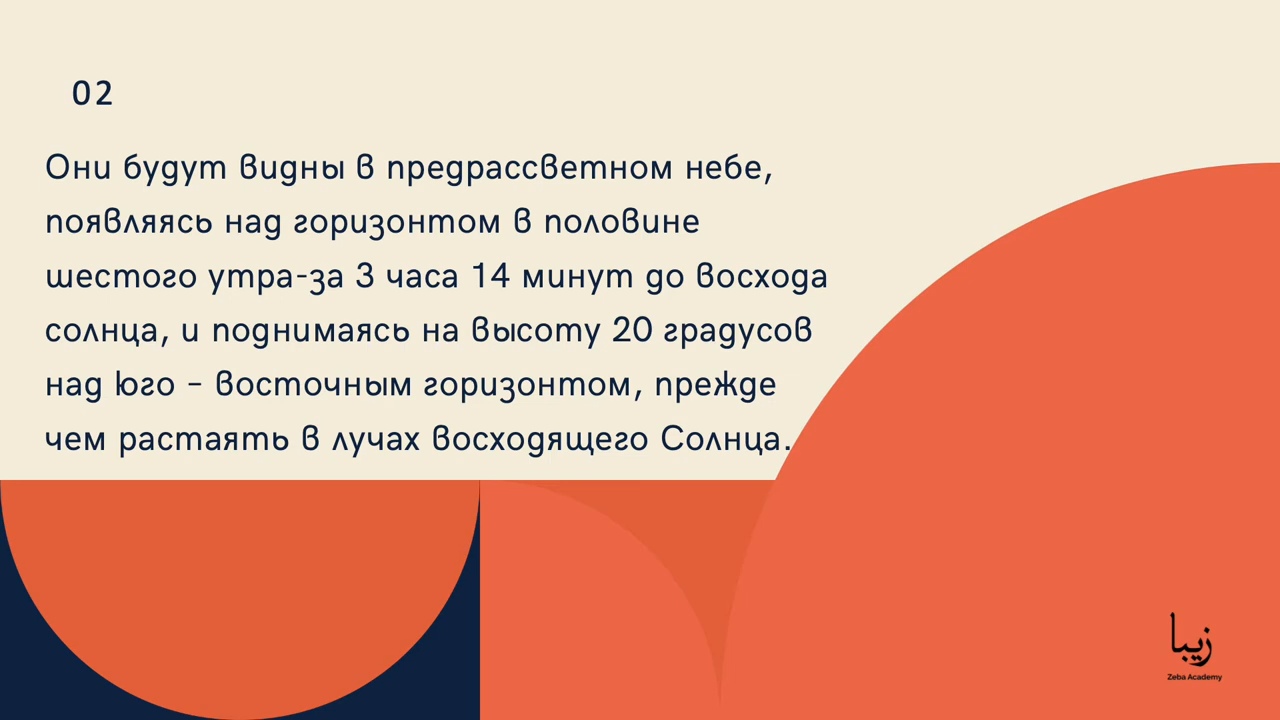 02
Они будут видны в предрассветном небе,
появляясь над горизонтом в половине
шестого утра-за 3 часа 14 минут до восхода
солнца, и поднимаясь на высоту 20 градусов
над юго - восточным горизонтом, прежде
чем растаять в лучах восходящего Солнца.
زيبا
Zeba Academy